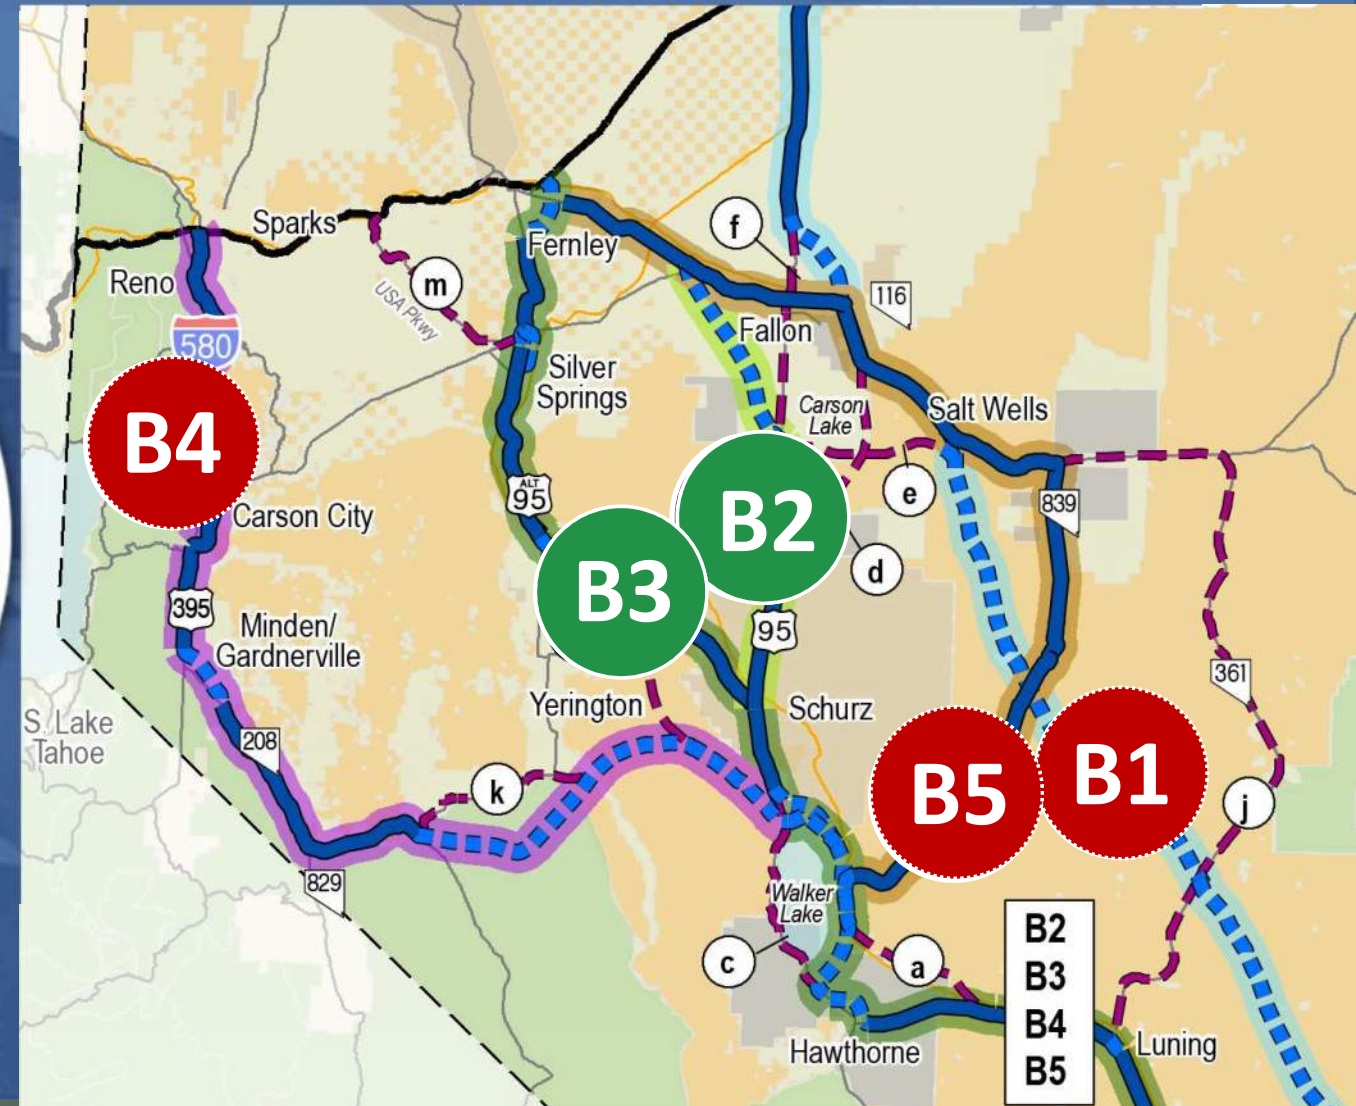 Sparks
f
Fernley
Reno
m
USA Pkwy
116
580
Fallon
Silver
Springs
B4
Carson
Lake
Salt Wells
ALT
95
e
839
Carson City
B2
d
B3
395
Minden/
Gardnerville
95
361
Yerington
Schurz
S. Lake
Tahoe
208
B5
B1
k
j
829
Walker
Lake
c
a
B2
B3
B4
B5
Hawthorne
Luning